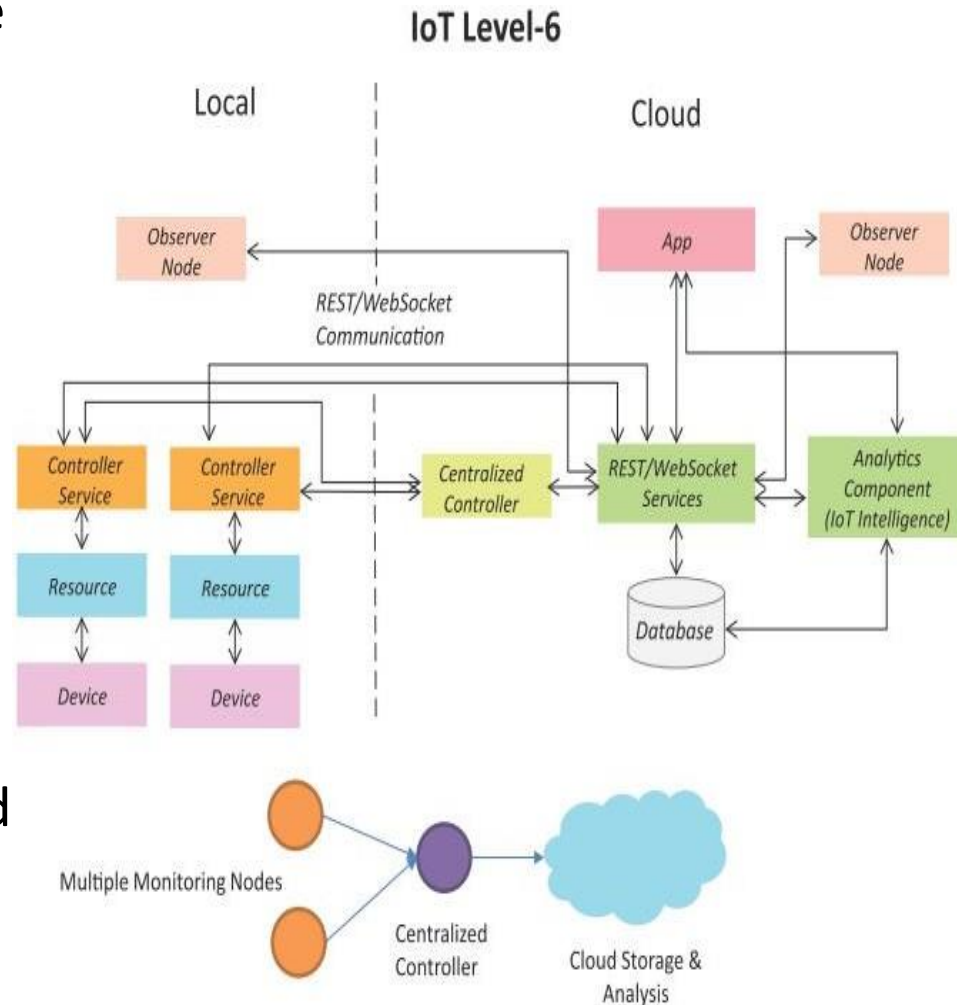 e
IoT Level-6
Local
Cloud
Observer
Node
App
Observer
Node
REST/WebSocket
Communication
Controller
Service
Controller
Service
Centralized
Controller
REST/WebSocket
Services
Analytics
Component
(IoT Intelligence)
Resource
Resource
Database
Device
Device
d
Multiple Monitoring Nodes
Centralized
Controller
Cloud Storage &
Analysis